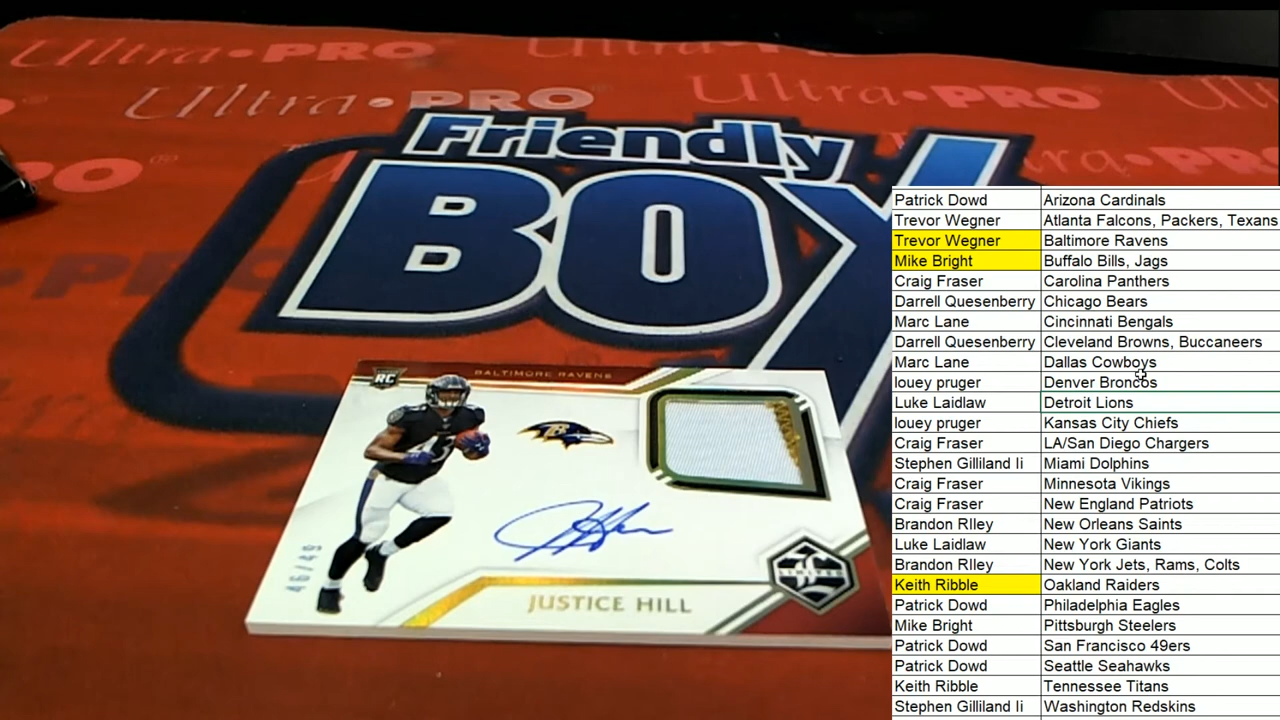 Ultra•PRO® Ultra•PRO
Ultra•PRO® Ultra•PRO® Ult
PRO® ra•PRO
Friendly
BOY
Patrick Dowd Arizona Cardinals
Trevor Wegner Atlanta Falcons, Packers, Texans
Trevor Wegner Baltimore Ravens
Mike Bright Buffalo Bills, Jags
Craig Fraser Carolina Panthers
Darrell Quesenberry Chicago Bears
Marc Lane Cincinnati Bengals
Darrell Quesenberry Cleveland Browns, Buccaneers
Marc Lane Dallas Cowboys
louey pruger Denver Broncos
Luke Laidlaw Detroit Lions
louey pruger Kansas City Chiefs
Craig Fraser LA/San Diego Chargers
Stephen Gilliland Ii Miami Dolphins
Craig Fraser Minnesota Vikings
Craig Fraser New England Patriots
Brandon RIley New Orleans Saints
Luke Laidlaw New York Giants
Brandon RIley New York Jets, Rams, Colts
Keith Ribble Oakland Raiders
Patrick Dowd Philadelphia Eagles
Mike Bright Pittsburgh Steelers
Patrick Dowd San Francisco 49ers
Patrick Dowd Seattle Seahawks
Keith Ribble Tennessee Titans
Stephen Gilliland Ii Washington Redskins
RC BALTIMORE RAVENS
B
46/49
LIMITED
JUSTICE HILL